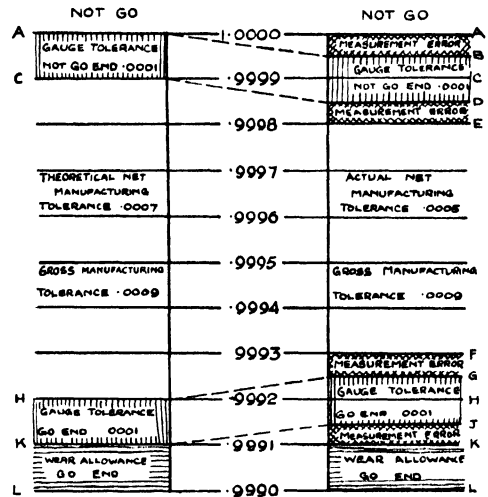 NOT GO
NOT GO
A
1.0000
A
GAUGE TOLERANCE
NOT GO END .0001
MEASUREMENT ERROR
B
C
.9999
GAUGE TOLERANCE
NOT GO END .0001
C
D
MEASUREMENT ERROR
.9998
E
.9997
THEORETICAL NET
MANUFACTURING
TOLERANCE .0007
ACTUAL NET
MANUFACTURING
TOLERANCE .0005
.9996
.9995
GROSS MANUFACTURING
TOLERANCE .0009
GROSS MANUFACTURING
TOLERANCE .0009
.9994
.9993
F
MEASUREMENT ERROR
G
H
.9992
GAUGE TOLERANCE
GO END 0001
GAUGE TOLERANCE
H
GO END 0001
J
MEASUREMENT ERROR
K
.9991
K
WEAR ALLOWANCE
GO END
WEAR ALLOWANCE
GO END
L
.9990
L